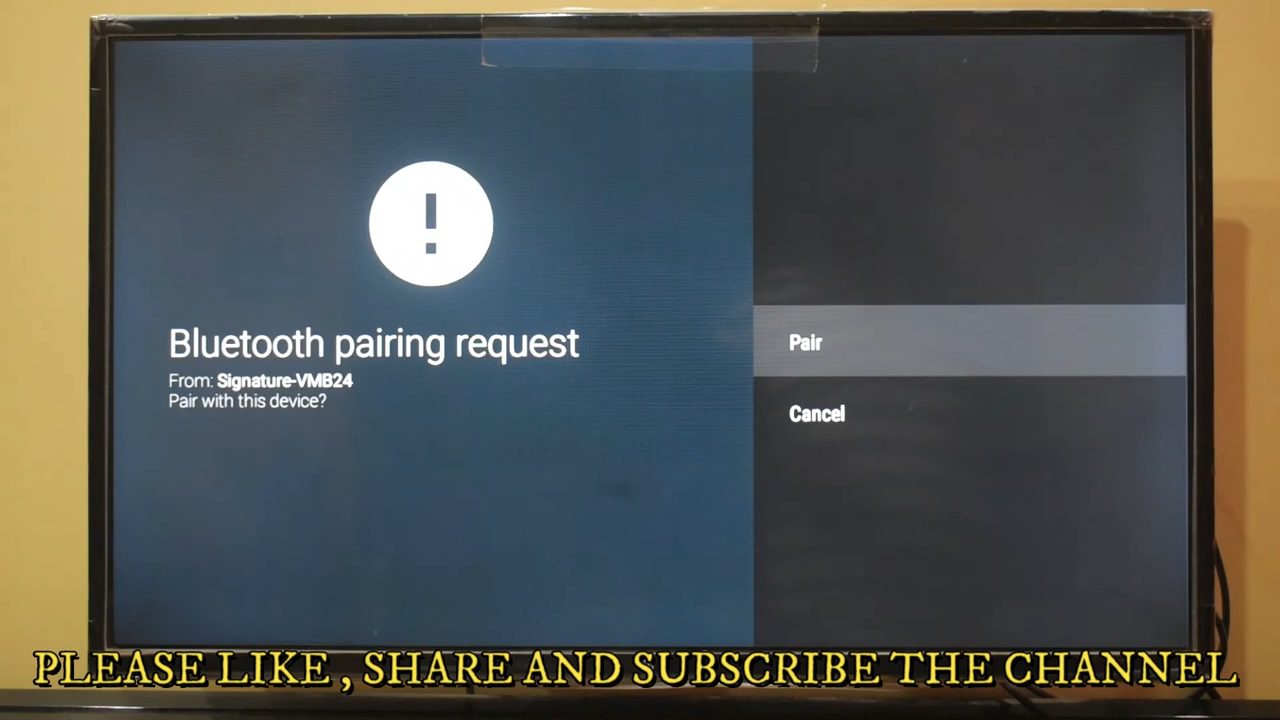 Bluetooth pairing request
From: Signature-VMB24
Pair with this device?
Pair
Cancel
PLEASE LIKE, SHARE AND SUBSCRIBE THE CHANNEL